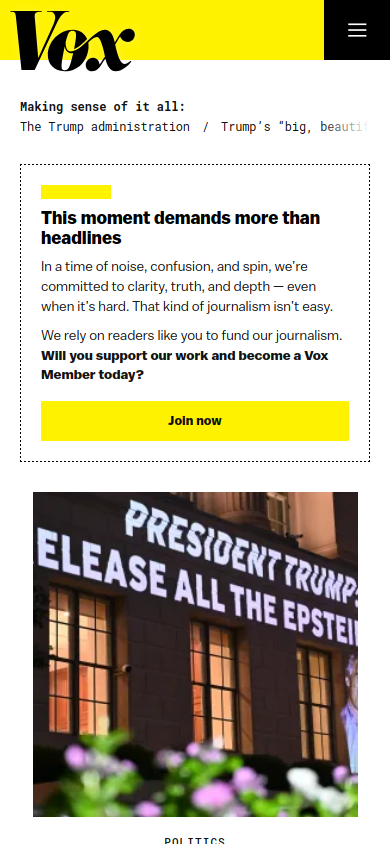 Vox
Making sense of it all:
The Trump administration / Trump’s “big, beauti
This moment demands more than
headlines
In a time of noise, confusion, and spin, we’re
committed to clarity, truth, and depth — even
when it’s hard. That kind of journalism isn’t easy.
We rely on readers like you to fund our journalism.
Will you support our work and become a Vox
Member today?
Join now
PRESIDENT TRUMP:
ELEASE ALL THE EPSTEI
POLITICS